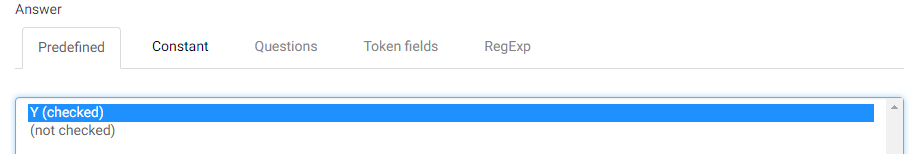 Answer
Predefined Constant Questions Token fields RegExp
Y (checked)
(not checked)